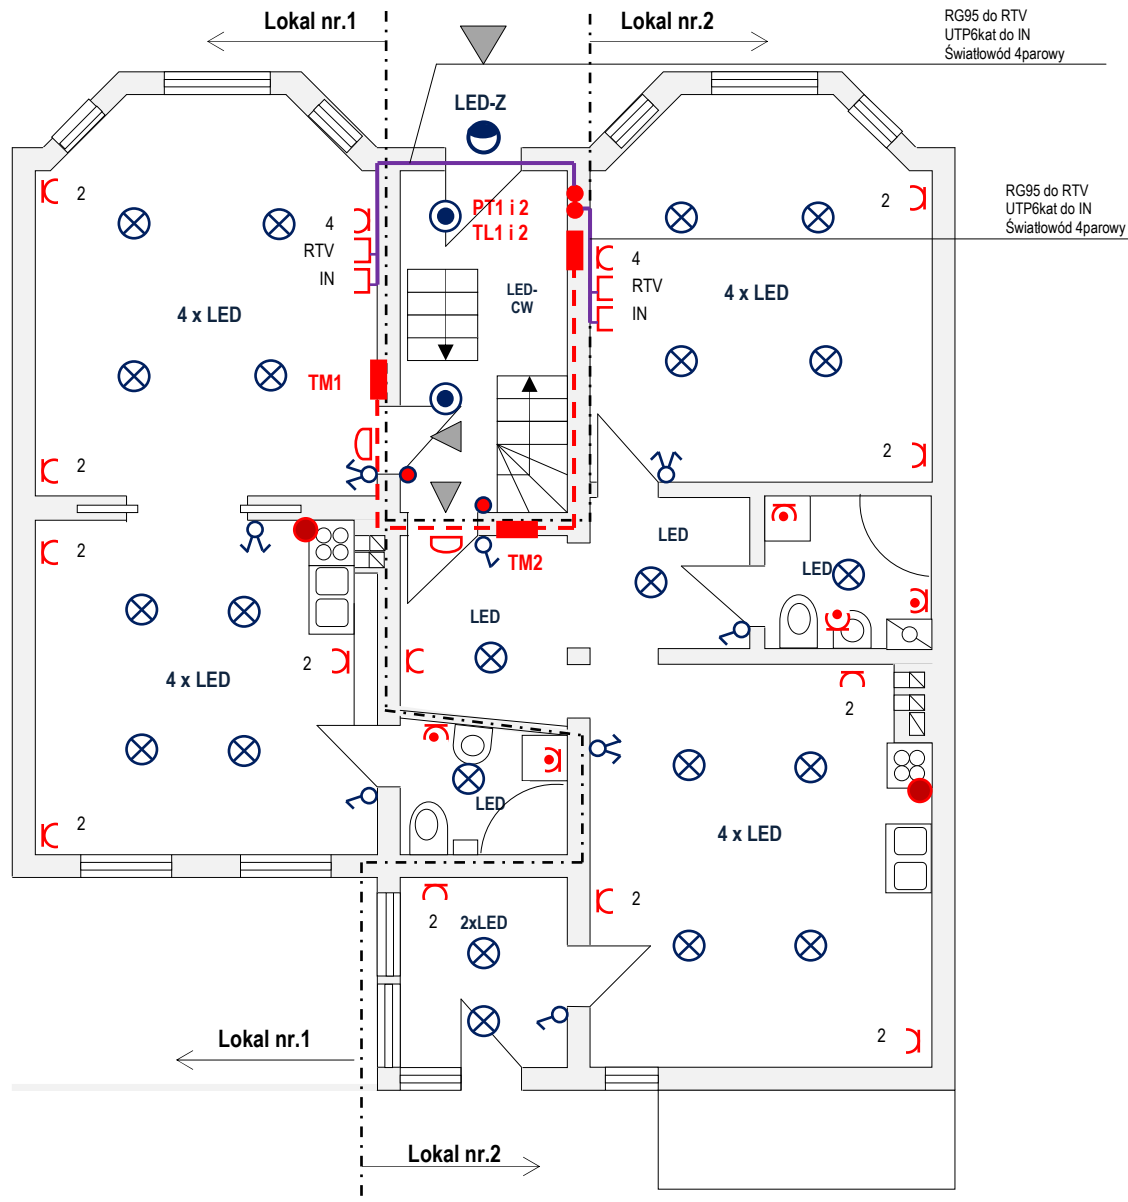 Lokal nr.1
Lokal nr.2
RG95 do RTV
UTP6kat do IN
Światłowód 4parowy
LED-Z
2
4
RTV
IN
PT1 i 2
TL1 i 2
2
RG95 do RTV
UTP6kat do IN
Światłowód 4parowy
4
RTV
IN
LED-
CW
4 x LED
4 x LED
TM1
2
2
2
LED
TM2
LED
LED
2
4 x LED
2
LED
4 x LED
2
2
2xLED
2
2
Lokal nr.1
Lokal nr.2